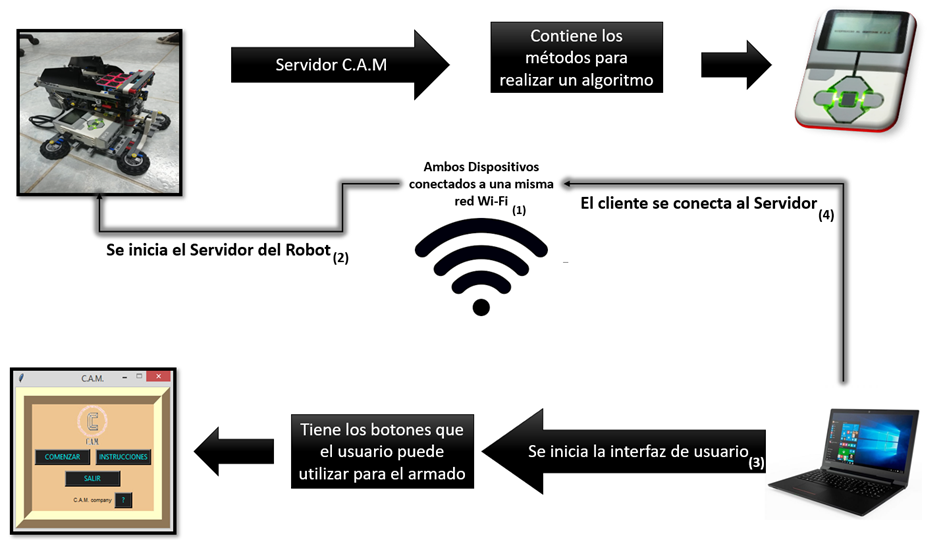 Servidor C.A.M
Contiene los
métodos para
realizar un algoritmo
Ambos Dispositivos
conectados a una misma
red Wi-Fi (1)
El cliente se conecta al Servidor (4)
Se inicia el Servidor del Robot (2)
C.A.M.
C
C.A.M.
COMENZAR
INSTRUCCIONES
SALIR
C.A.M. company
?
Tiene los botones que
el usuario puede
utilizar para el armado
Se inicia la interfaz de usuario (3)